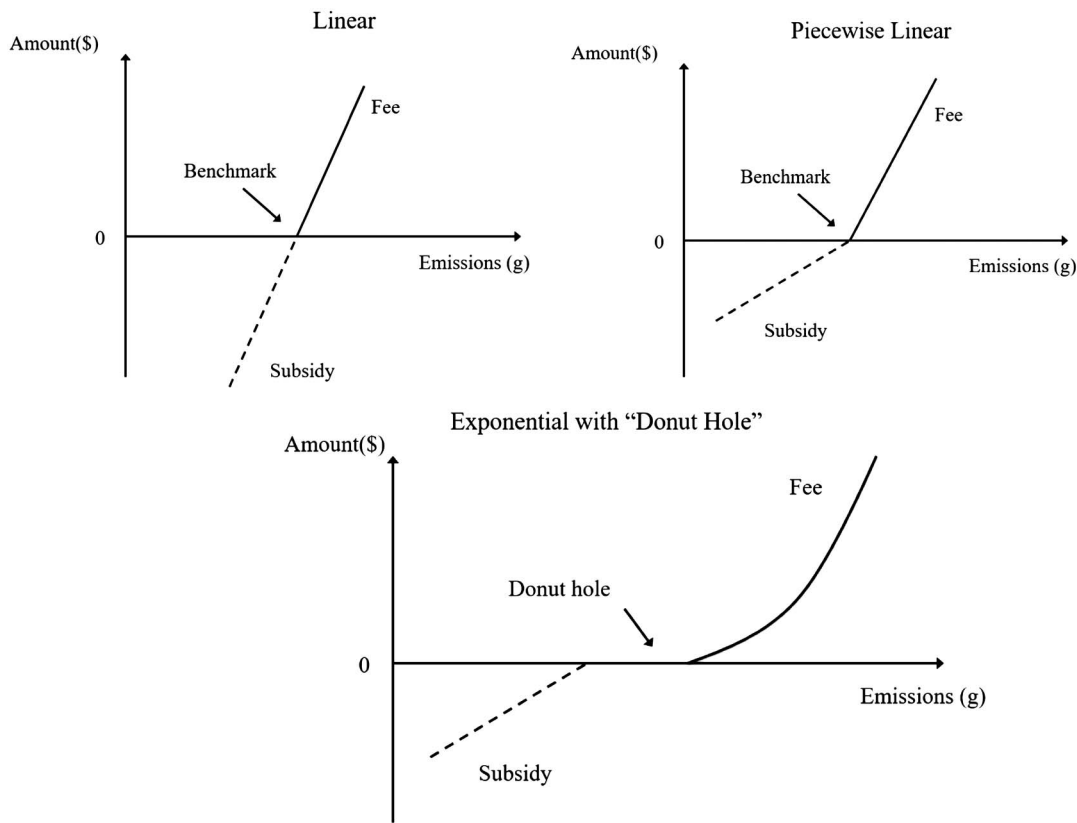 Linear
Amount($)
Fee
Benchmark
0
Emissions (g)
Subsidy
Piecewise Linear
Amount($)
Fee
Benchmark
0
Emissions (g)
Subsidy
Exponential with “Donut Hole”
Amount($)
Fee
Donut hole
0
Emissions (g)
Subsidy